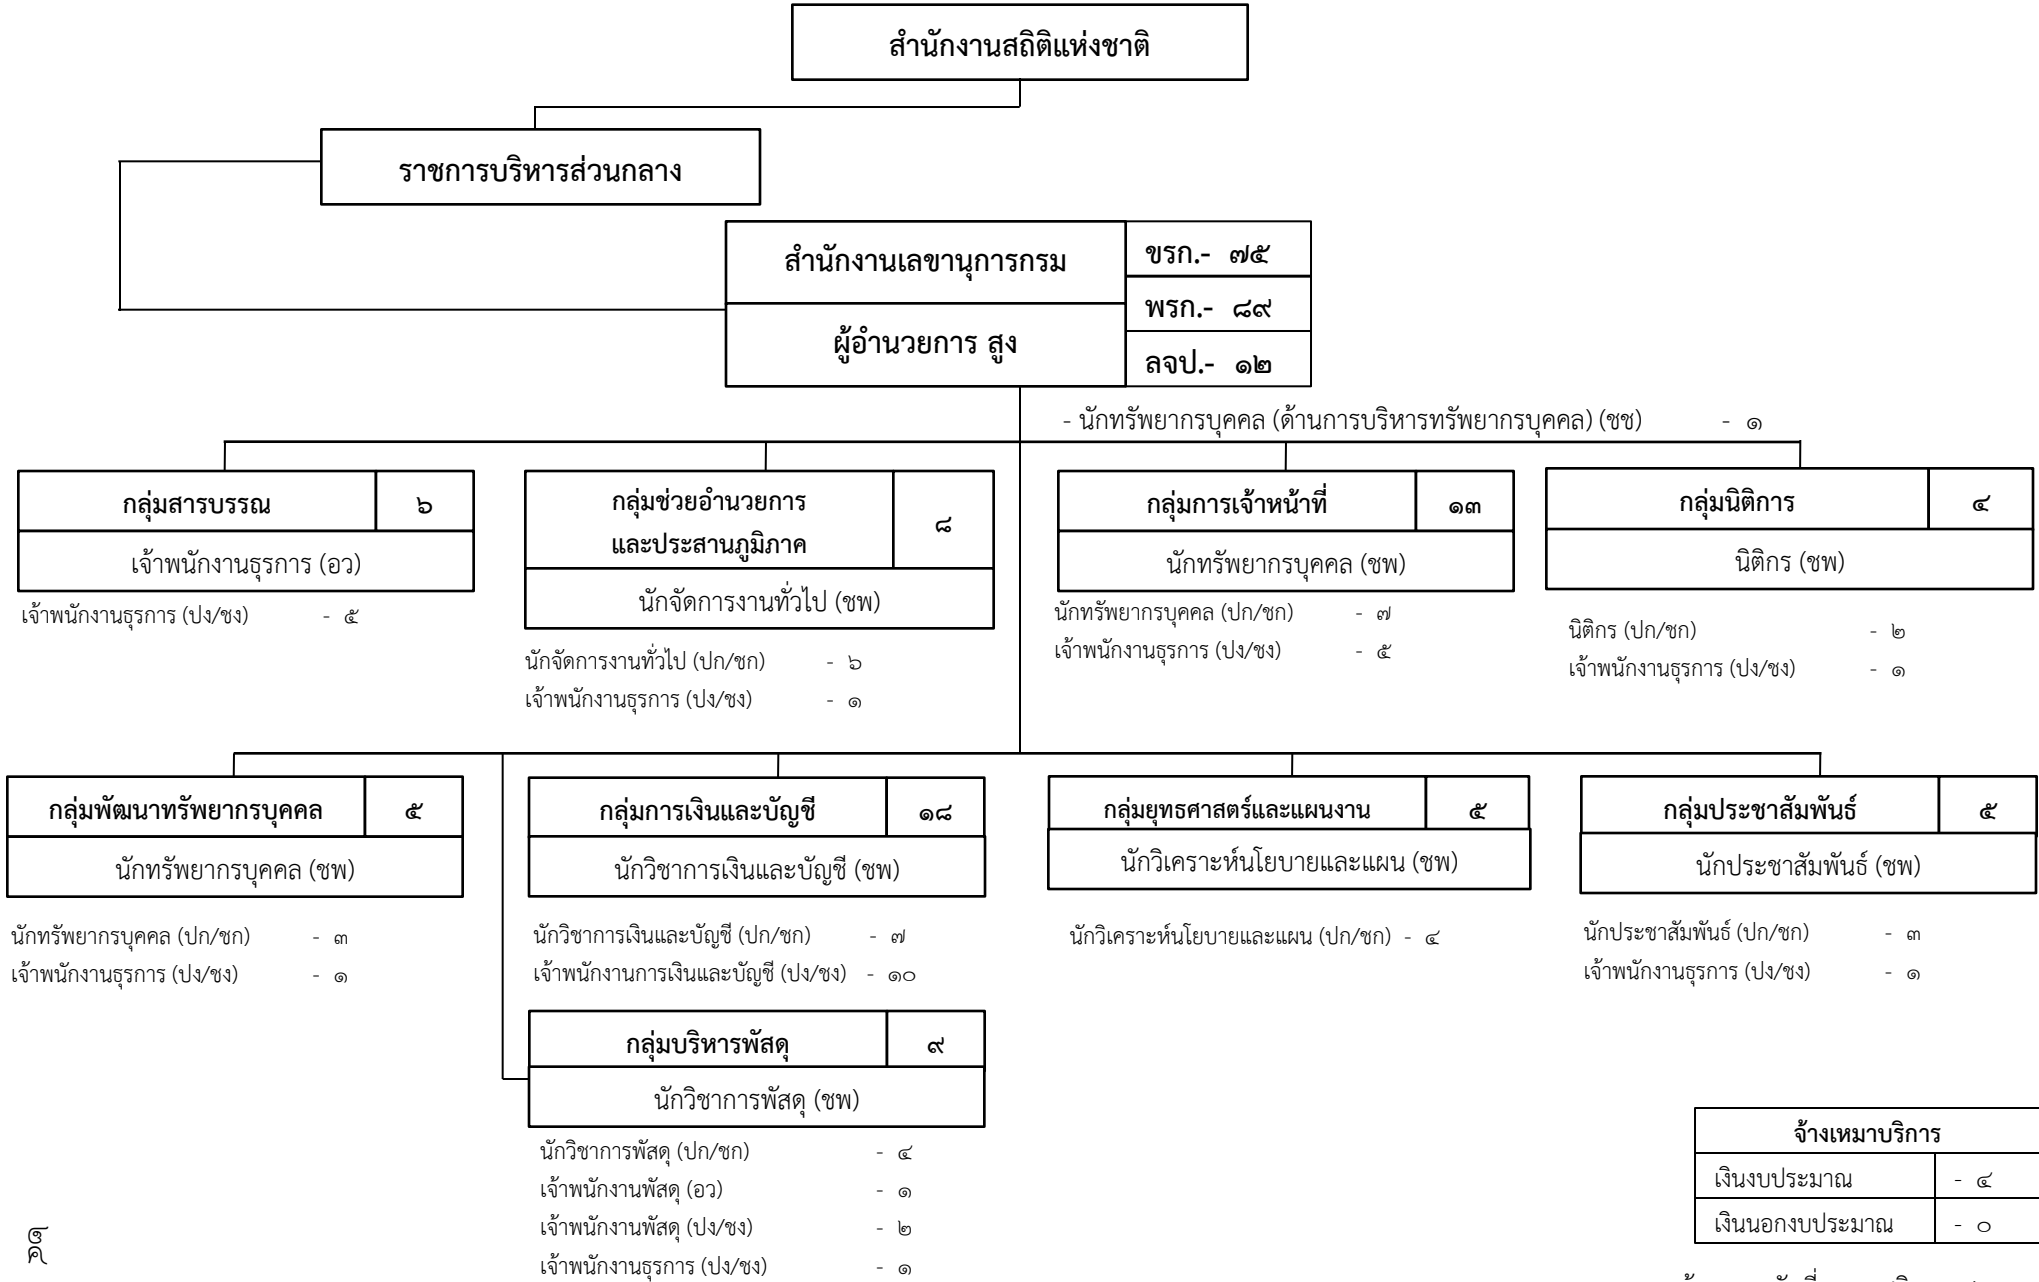 สำนักงานสถิติแห่งชาติ
ราชการบริหารส่วนกลาง
สำนักงานเลขานุการกรม
ผู้อำนวยการ สูง
ขรก.- ๗๕
พรก.- ๘๙
ลจป.- ๑๒
- นักทรัพยากรบุคคล (ด้านการบริหารทรัพยากรบุคคล) (ชช) - ๑
กลุ่มสารบรรณ ๖
เจ้าพนักงานธุรการ (อว)
เจ้าพนักงานธุรการ (ปง/ชง) - ๕
กลุ่มช่วยอำนวยการ
และประสานภูมิภาค ๘
นักจัดการงานทั่วไป (ชพ)
นักจัดการงานทั่วไป (ปก/ชก) - ๖
เจ้าพนักงานธุรการ (ปง/ชง) - ๑
กลุ่มการเจ้าหน้าที่ ๑๓
นักทรัพยากรบุคคล (ชพ)
นักทรัพยากรบุคคล (ปก/ชก) - ๗
เจ้าพนักงานธุรการ (ปง/ชง) - ๕
กลุ่มนิติการ ๔
นิติกร (ชพ)
นิติกร (ปก/ชก) - ๒
เจ้าพนักงานธุรการ (ปง/ชง) - ๑
กลุ่มพัฒนาทรัพยากรบุคคล ๕
นักทรัพยากรบุคคล (ชพ)
นักทรัพยากรบุคคล (ปก/ชก) - ๓
เจ้าพนักงานธุรการ (ปง/ชง) - ๑
กลุ่มการเงินและบัญชี ๑๘
นักวิชาการเงินและบัญชี (ชพ)
นักวิชาการเงินและบัญชี (ปก/ชก) - ๗
เจ้าพนักงานการเงินและบัญชี (ปง/ชง) - ๑๐
กลุ่มยุทธศาสตร์และแผนงาน ๕
นักวิเคราะห์นโยบายและแผน (ชพ)
นักวิเคราะห์นโยบายและแผน (ปก/ชก) - ๔
กลุ่มประชาสัมพันธ์ ๕
นักประชาสัมพันธ์ (ชพ)
นักประชาสัมพันธ์ (ปก/ชก) - ๓
เจ้าพนักงานธุรการ (ปง/ชง) - ๑
กลุ่มบริหารพัสดุ ๙
นักวิชาการพัสดุ (ชพ)
นักวิชาการพัสดุ (ปก/ชก) - ๔
เจ้าพนักงานพัสดุ (อว) - ๑
เจ้าพนักงานพัสดุ (ปง/ชง) - ๒
เจ้าพนักงานธุรการ (ปง/ชง) - ๑
จ้างเหมาบริการ
เงินงบประมาณ - ๔
เงินนอกงบประมาณ - ๐